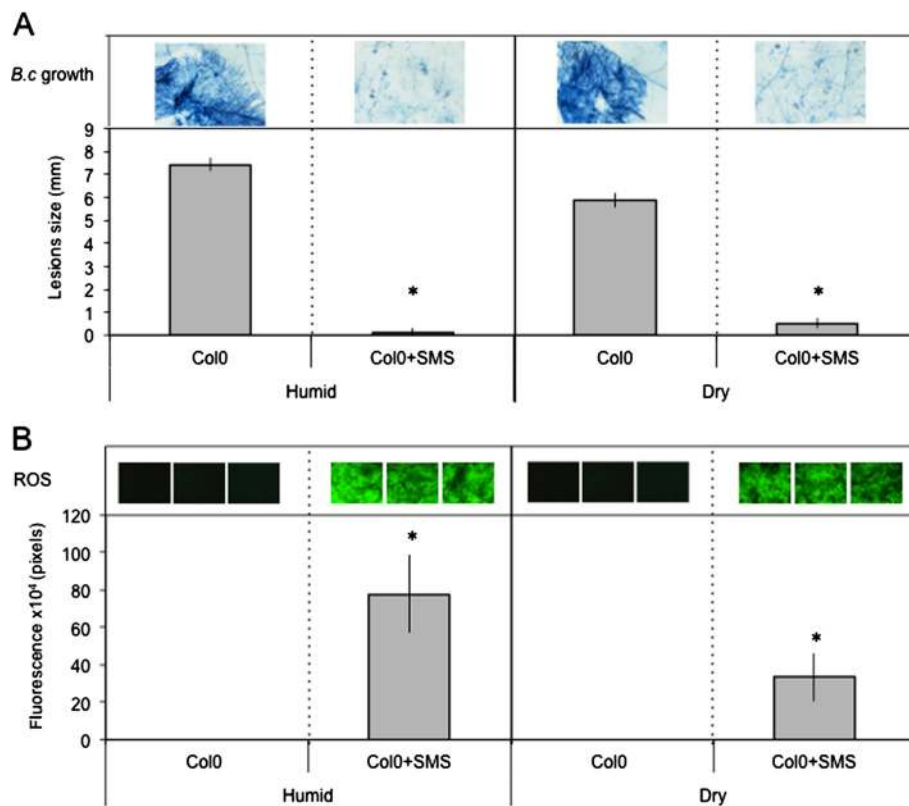 A
B.c growth
Lesions size (mm)
9
8
7
6
5
4
3
2
1
0
*
*
Col0
Col0+SMS
Col0
Col0+SMS
Humid
Dry
B
ROS
Fluorescence x10⁴ (pixels)
120
100
80
60
40
20
0
*
*
Col0
Col0+SMS
Col0
Col0+SMS
Humid
Dry